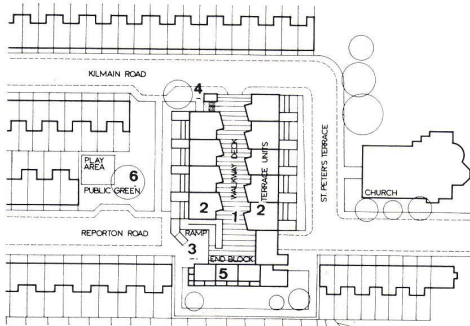 KILMAIN ROAD
4
PLAY
AREA
6
PUBLIC GREEN
WALKWAY DECK
TERRACE UNITS
ST PETER'S TERRACE
CHURCH
2
1
2
REPORTON ROAD
RAMP
3
END BLOCK
5